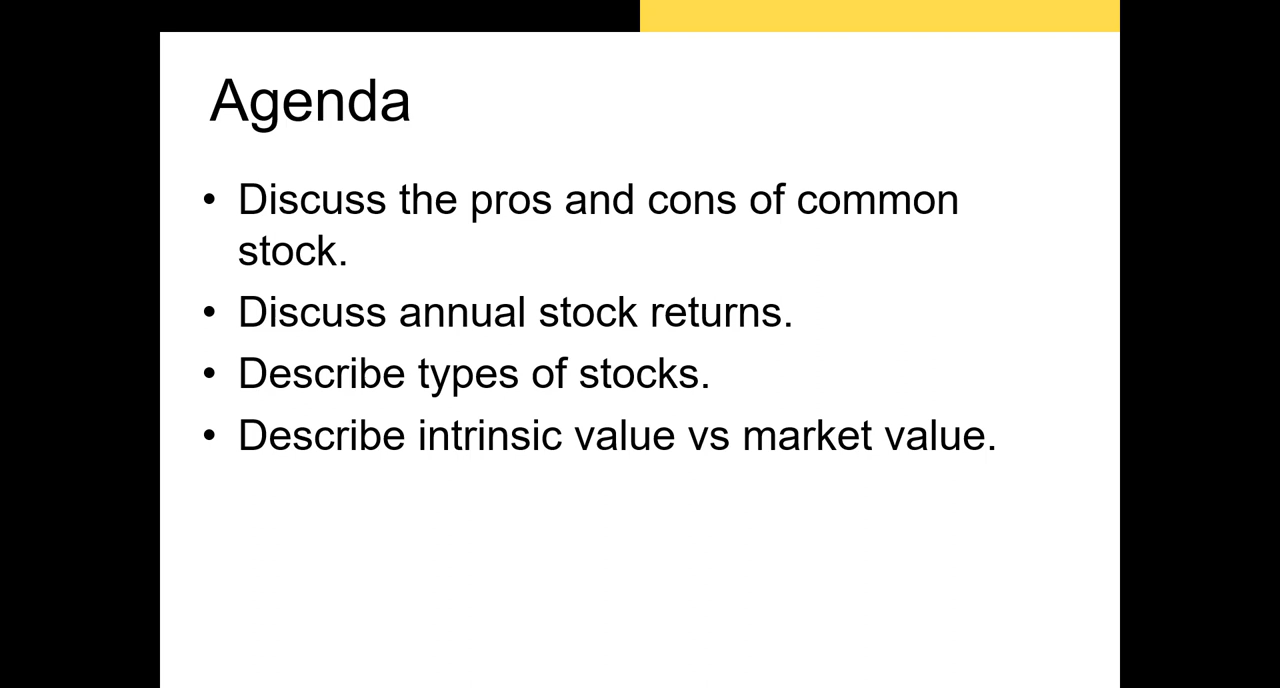 Agenda
• Discuss the pros and cons of common
stock.
• Discuss annual stock returns.
• Describe types of stocks.
• Describe intrinsic value vs market value.